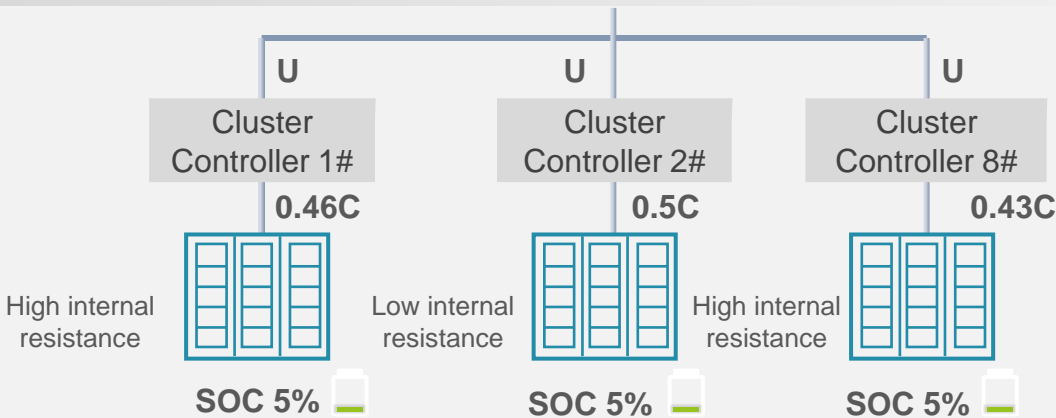 U
U
U
Cluster
Controller 1#
Cluster
Controller 2#
Cluster
Controller 8#
0.46C
0.5C
0.43C
High internal
resistance
Low internal
resistance
High internal
resistance
SOC 5%
SOC 5%
SOC 5%